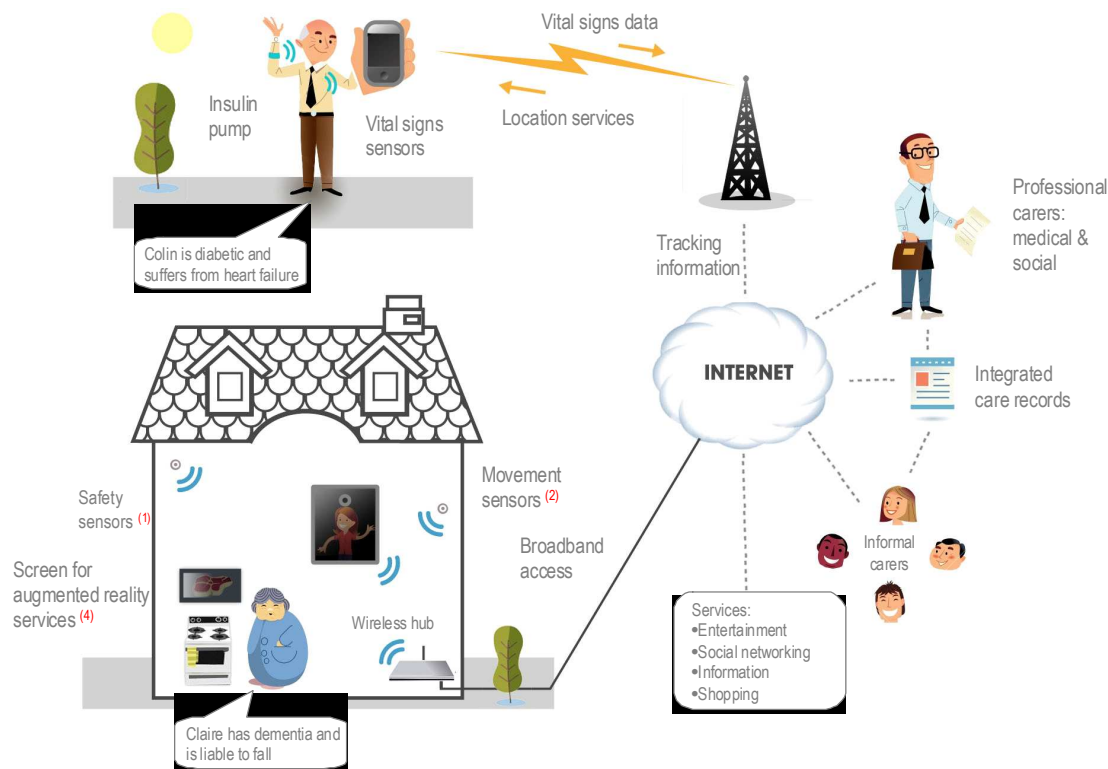 Vital signs data
Insulin
pump
Vital signs
sensors
Location services
Professional
carers:
medical &
social
Colin is diabetic and
suffers from heart failure
Tracking
information
INTERNET
Integrated
care records
Safety
sensors (1)
Movement
sensors (2)
Broadband
access
Informal
carers
Screen for
augmented reality
services (4)
Wireless hub
Services:
•Entertainment
•Social networking
•Information
•Shopping
Claire has dementia and
is liable to fall